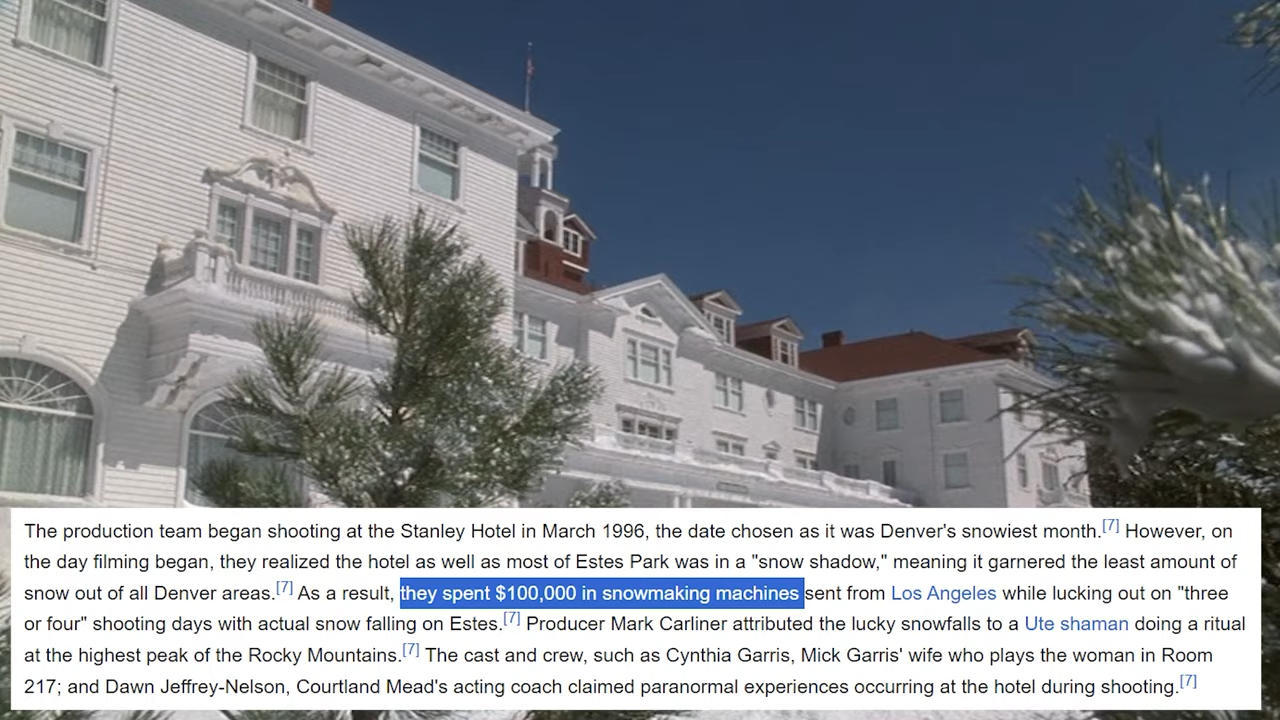 The production team began shooting at the Stanley Hotel in March 1996, the date chosen as it was Denver's snowiest month.[7] However, on
the day filming began, they realized the hotel as well as most of Estes Park was in a "snow shadow," meaning it garnered the least amount of
snow out of all Denver areas.[7] As a result, they spent $100,000 in snowmaking machines sent from Los Angeles while lucking out on "three
or four" shooting days with actual snow falling on Estes.[7] Producer Mark Carliner attributed the lucky snowfalls to a Ute shaman doing a ritual
at the highest peak of the Rocky Mountains.[7] The cast and crew, such as Cynthia Garris, Mick Garris' wife who plays the woman in Room
217; and Dawn Jeffrey-Nelson, Courtland Mead's acting coach claimed paranormal experiences occurring at the hotel during shooting.[7]